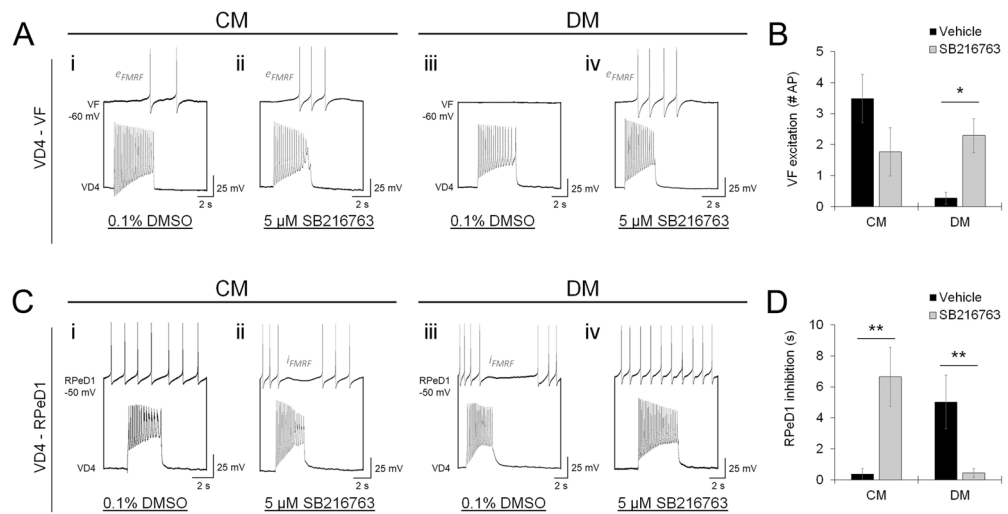 A
CM
DM
i
ii
iii
iv
eFMRF
eFMRF
eFMRF
VF
-60 mV
VF
-60 mV
VD4
VD4
25 mV
25 mV
25 mV
25 mV
2 s
2 s
2 s
2 s
0.1% DMSO
5 µM SB216763
0.1% DMSO
5 µM SB216763
VD4 - VF
B
Vehicle
SB216763
VF excitation (# AP)
5
4
3
2
1
0
*
CM
DM
C
CM
DM
i
ii
iii
iv
iFMRF
iFMRF
RPeD1
-50 mV
RPeD1
-50 mV
VD4
VD4
25 mV
25 mV
25 mV
25 mV
2 s
2 s
2 s
2 s
0.1% DMSO
5 µM SB216763
0.1% DMSO
5 µM SB216763
VD4 - RPeD1
D
Vehicle
SB216763
RPeD1 inhibition (s)
10
8
6
4
2
0
**
**
CM
DM